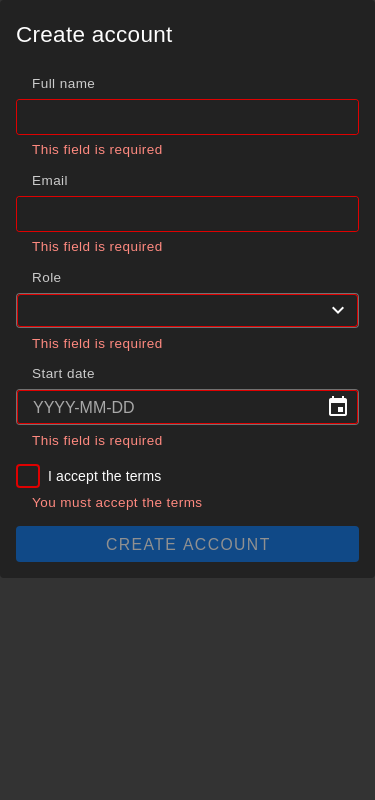 Create account
Full name
This field is required
Email
This field is required
Role
This field is required
Start date
YYYY-MM-DD
This field is required
I accept the terms
You must accept the terms
CREATE ACCOUNT